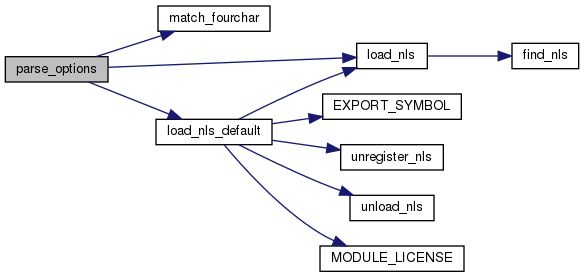 match_fourchar
parse_options
load_nls
find_nls
load_nls_default
EXPORT_SYMBOL
unregister_nls
unload_nls
MODULE_LICENSE